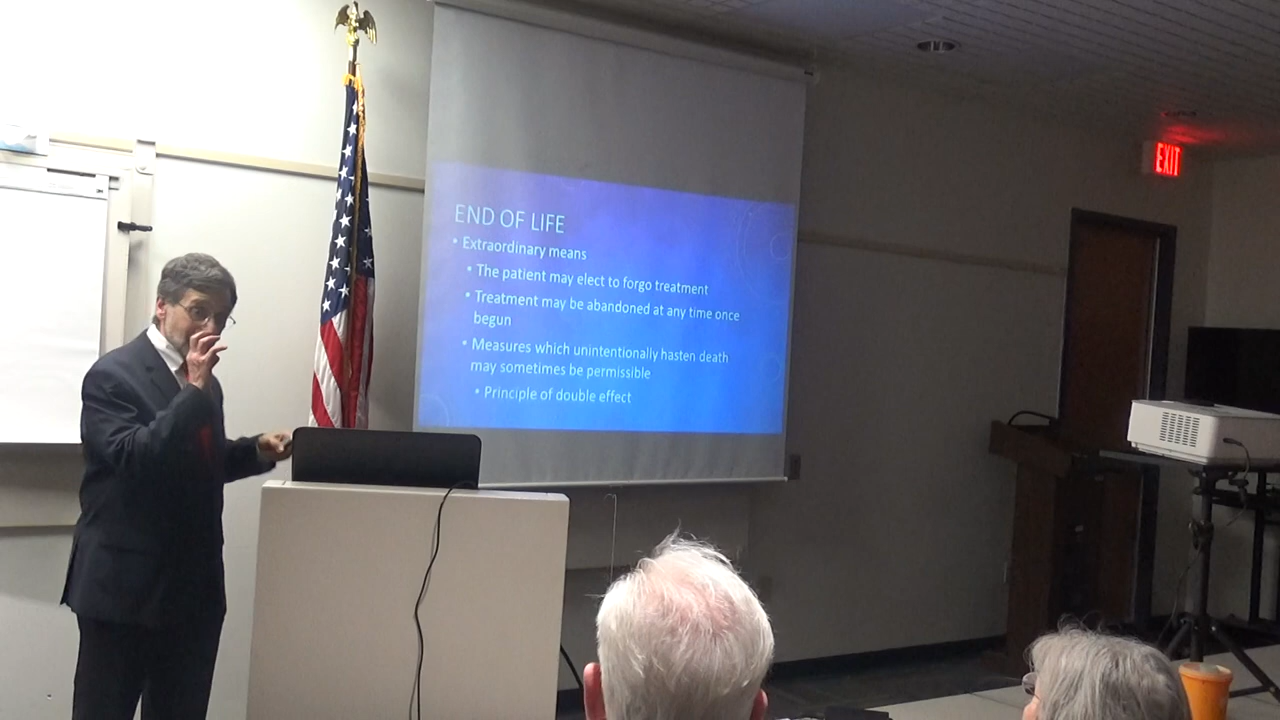 END OF LIFE
• Extraordinary means
• The patient may elect to forgo treatment
• Treatment may be abandoned at any time once
begun
• Measures which unintentionally hasten death
may sometimes be permissible
• Principle of double effect
EXIT